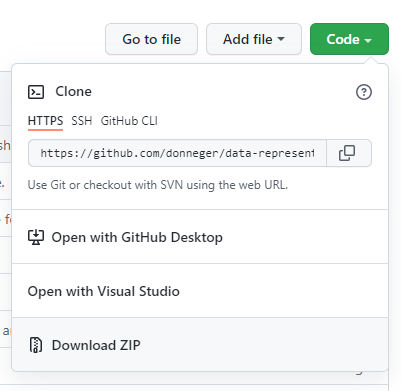 Go to file Add file Code
Clone
HTTPS SSH GitHub CLI
https://github.com/donneger/data-represent
Use Git or checkout with SVN using the web URL.
Open with GitHub Desktop
Open with Visual Studio
Download ZIP